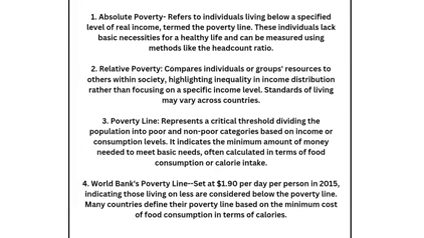 1. Absolute Poverty- Refers to individuals living below a specified
level of real income, termed the poverty line. These individuals lack
basic necessities for a healthy life and can be measured using
methods like the headcount ratio.
2. Relative Poverty: Compares individuals or groups' resources to
others within society, highlighting inequality in income distribution
rather than focusing on a specific income level. Standards of living
may vary across countries.
3. Poverty Line: Represents a critical threshold dividing the
population into poor and non-poor categories based on income or
consumption levels. It indicates the minimum amount of money
needed to meet basic needs, often calculated in terms of food
consumption or calorie intake.
4. World Bank's Poverty Line--Set at $1.90 per day per person in 2015,
indicating those living on less are considered below the poverty line.
Many countries define their poverty line based on the minimum cost
of food consumption in terms of calories.